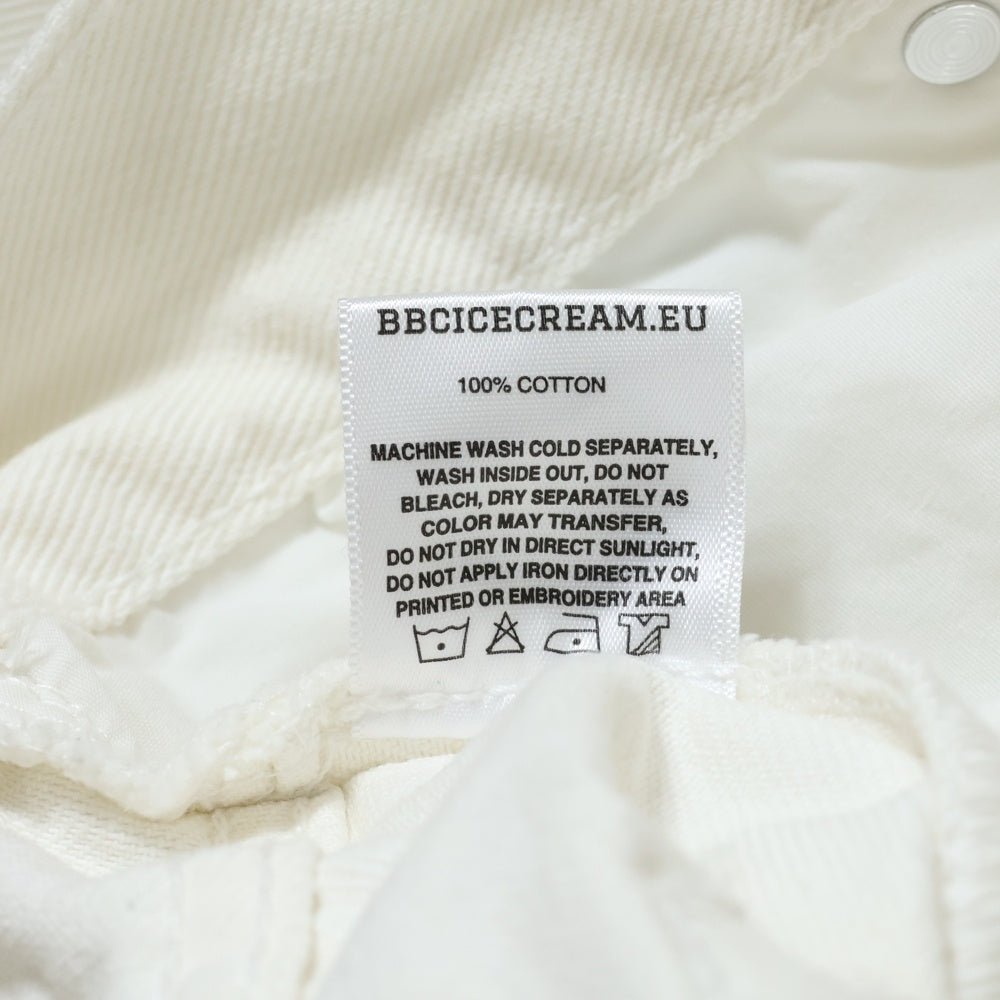 BBCICECREAM.EU
100% COTTON
MACHINE WASH COLD SEPARATELY,
WASH INSIDE OUT, DO NOT
BLEACH, DRY SEPARATELY AS
COLOR MAY TRANSFER,
DO NOT DRY IN DIRECT SUNLIGHT,
DO NOT APPLY IRON DIRECTLY ON
PRINTED OR EMBROIDERY AREA